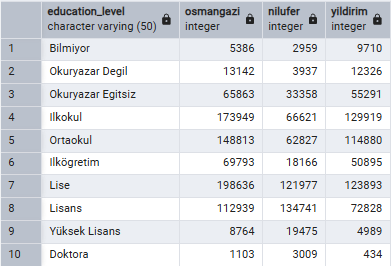 education_level osmangazi nilufer yildirim
character varying (50) integer integer integer
1 Bilmiyor 5386 2959 9710
2 Okuryazar Degil 13142 3937 12326
3 Okuryazar Egitsiz 65863 33358 55291
4 Ilkokul 173949 66621 129919
5 Ortaokul 148813 62827 114880
6 Ilkögretim 69793 18166 50895
7 Lise 198636 121977 123893
8 Lisans 112939 134741 72828
9 Yüksek Lisans 8764 19475 4989
10 Doktora 1103 3009 434